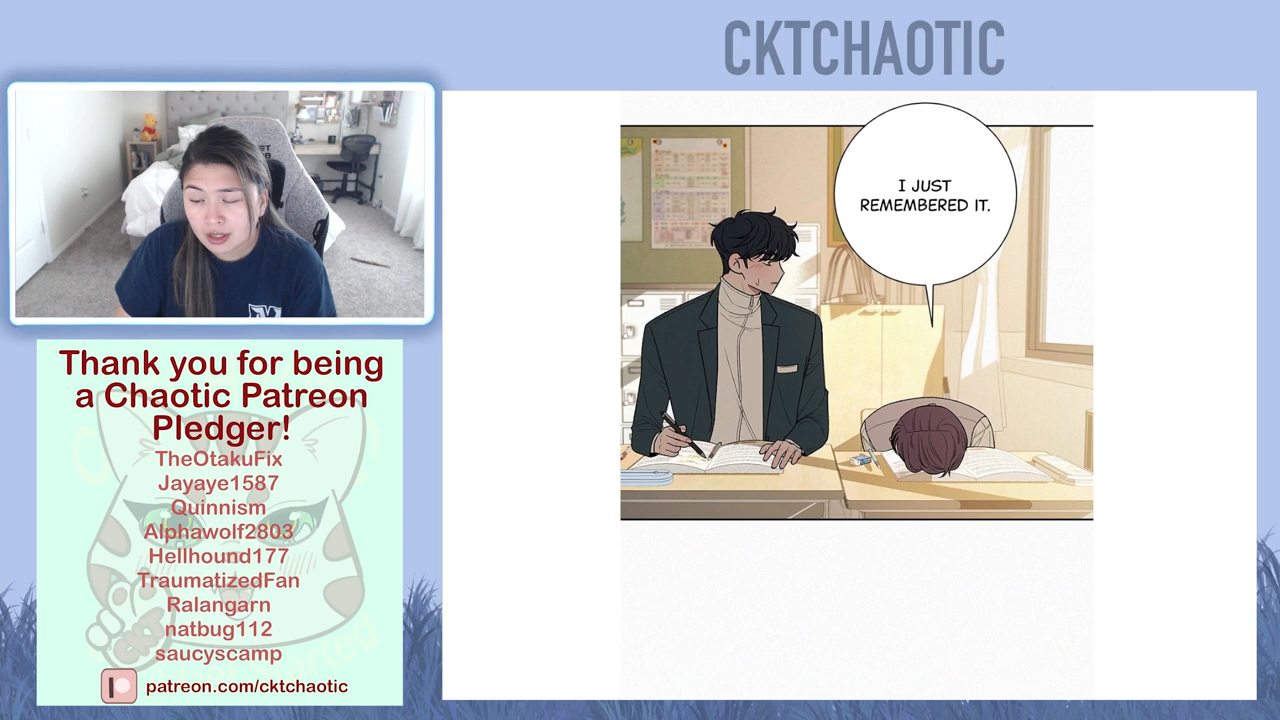 CKTCHAOTIC
I JUST
REMEMBERED IT.
Thank you for being
a Chaotic Patreon
Pledger!
TheOtakuFix
Jayaye1587
Quinnism
Alphawolf2803
Hellhound177
TraumatizedFan
Ralangarn
natbug112
saucyscamp
patreon.com/cktchaotic